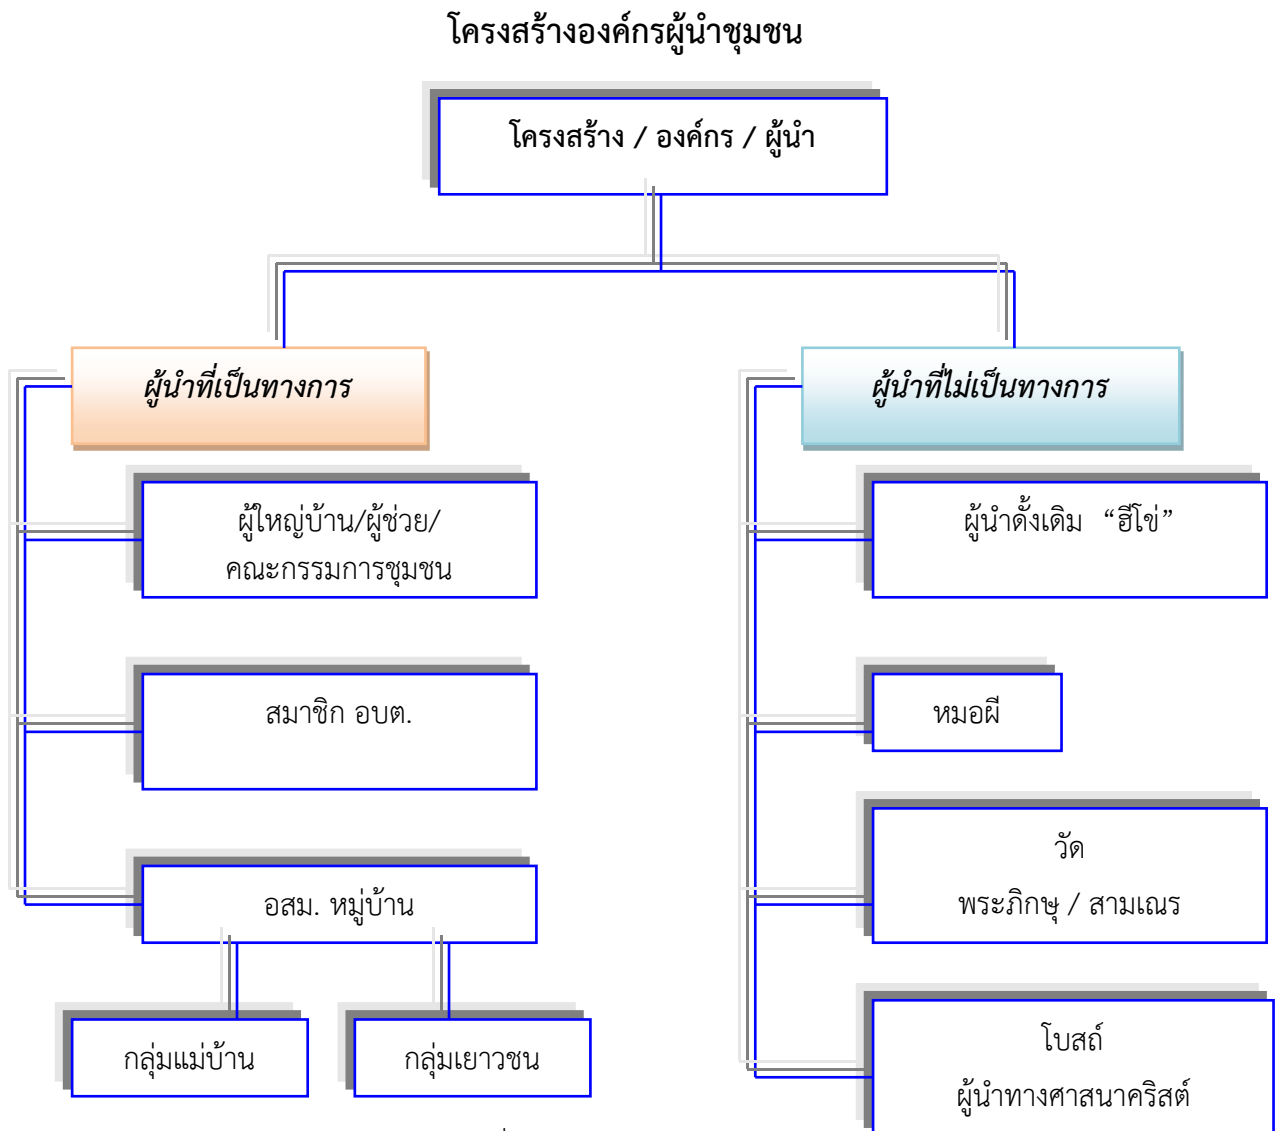 โครงสร้างองค์กรผู้นำชุมชน
โครงสร้าง / องค์กร / ผู้นำ
ผู้นำที่เป็นทางการ
ผู้นำที่ไม่เป็นทางการ
ผู้ใหญ่บ้าน/ผู้ช่วย/
คณะกรรมการชุมชน
ผู้นำดั้งเดิม “ฮีโข่”
สมาชิก อบต.
หมอผี
อสม. หมู่บ้าน
วัด
พระภิกษุ / สามเณร
กลุ่มแม่บ้าน
กลุ่มเยาวชน
โบสถ์
ผู้นำทางศาสนาคริสต์